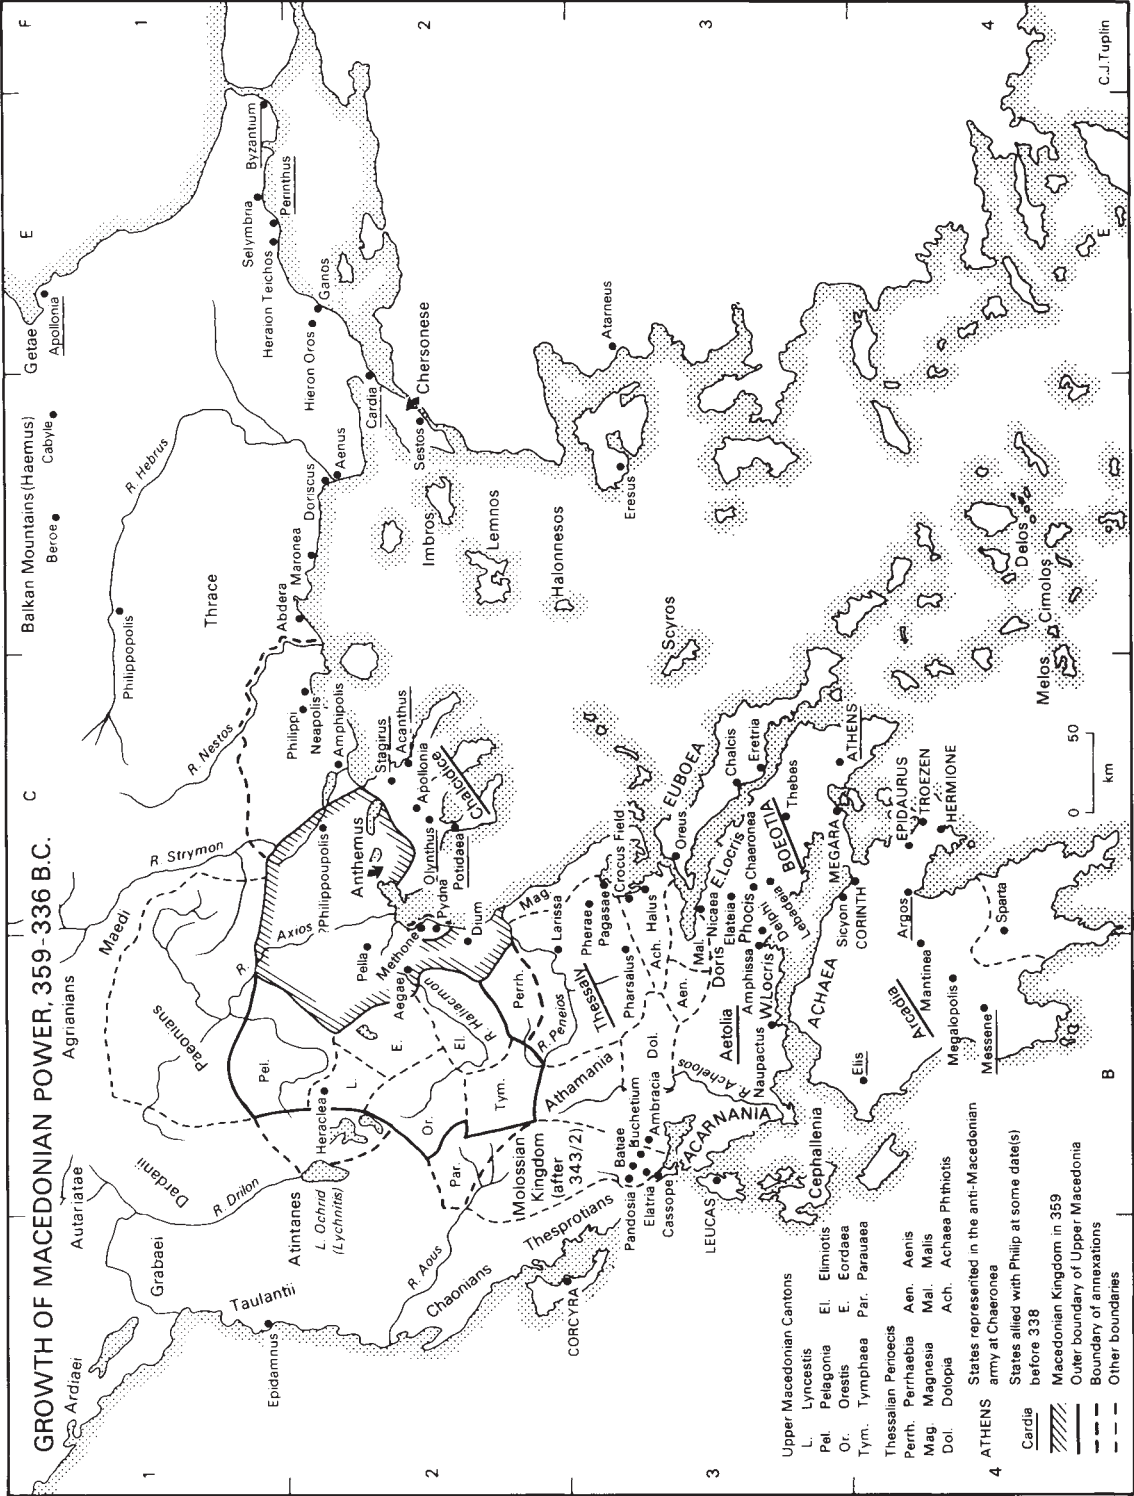 GROWTH OF MACEDONIAN POWER, 359-336 B.C.
B
C
E
F
1
2
3
4
1
2
3
4
B
E
Ardiaei
Autariatae
Agrianians
Balkan Mountains (Haemus)
Getae
Apollonia
Cabyle
Beroe
Grabaei
Dardanii
R. Drilon
Maedi
Paeonians
R. Strymon
R. Nestos
Philippopolis
R. Hebrus
Thrace
Taulantii
Epidamnus
Atintanes
L. Ochrid
(Lychnitis)
Heraclea
Pel.
L.
E.
El.
Or.
Tym.
Par.
R. Axios
?Philippoupolis
Pella
Anthemus
Methone
Aegae
Pydna
Dium
R. Haliacmon
Olynthus
Potidaea
Apollonia
Stagirus
Acanthus
Chalcidice
Amphipolis
Philippi
Neapolis
Abdera
Maronea
Doriscus
Aenus
Cardia
Hieron Oros
Ganos
Heraion Teichos
Selymbria
Perinthus
Byzantium
Chersonese
Sestos
Imbros
Lemnos
Halonnesos
Scyros
Eresus
Atarneus
R. Aous
Chaonians
Thesprotians
CORCYRA
Molossian
Kingdom
(after
343/2)
Athamania
Perrh.
R. Peneios
Mag.
Larissa
Thessaly
Pherae
Pagasae
Crocus Field
Pharsalus
Halus
Ach.
Dol.
Aen.
Mal.
Pandosia
Batiae
Buchetium
Elatria
Cassope
Ambracia
LEUCAS
ACARNANIA
R. Acheloos
Aetolia
Doris
Nicaea
E.Locris
Elateia
Phocis
Amphissa
Delphi
W.Locris
Naupactus
Chaeronea
Lebadea
BOEOTIA
Thebes
Oreus
EUBOEA
Chalcis
Eretria
ATHENS
MEGARA
CORINTH
Sicyon
ACHAEA
Cephallenia
Elis
Arcadia
Mantinea
Argos
EPIDAURUS
TROEZEN
HERMIONE
Megalopolis
Messene
Sparta
Delos
Cimolos
Melos
0 50
km
Upper Macedonian Cantons
L. Lyncestis
Pel. Pelagonia El. Elimiotis
Or. Orestis E. Eordaea
Tym. Tymphaea Par. Parauaea
Thessalian Perioecis
Perrh. Perrhaebia Aen. Aenis
Mag. Magnesia Mal. Malis
Dol. Dolopia Ach. Achaea Phthiotis
ATHENS States represented in the anti-Macedonian
army at Chaeronea
Cardia States allied with Philip at some date(s)
before 338
Macedonian Kingdom in 359
Outer boundary of Upper Macedonia
Boundary of annexations
Other boundaries
C.J.Tuplin